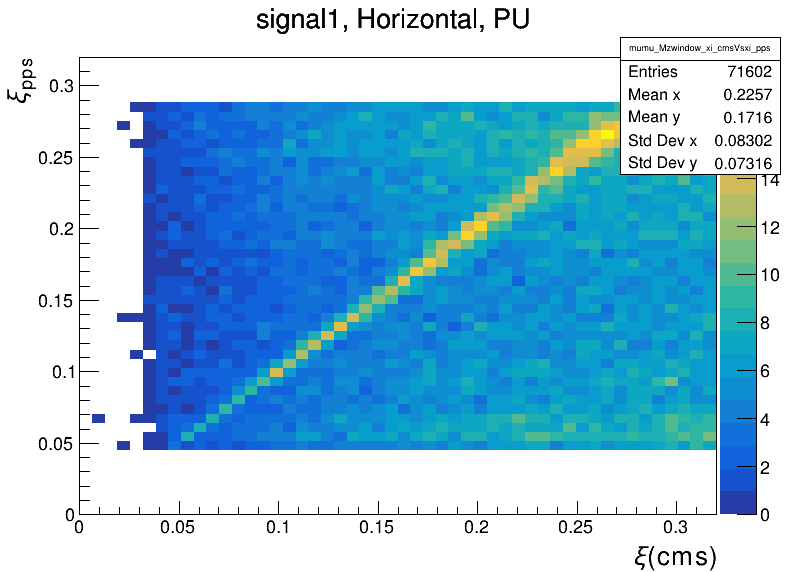 signal1, Horizontal, PU
mumu_Mzwindow_xi_cmsVsxi_pps
Entries 71602
Mean x 0.2257
Mean y 0.1716
Std Dev x 0.08302
Std Dev y 0.07316
ξpps
0.3
0.25
0.2
0.15
0.1
0.05
0
0 0.05 0.1 0.15 0.2 0.25 0.3
ξ(cms)
14
12
10
8
6
4
2
0